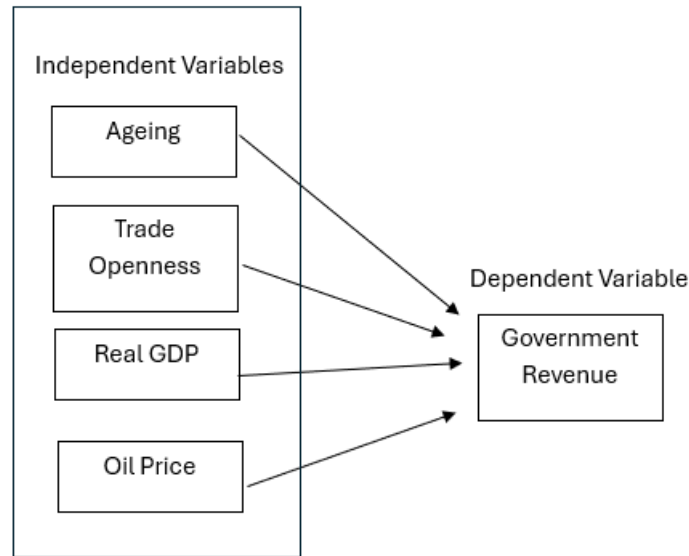 Independent Variables
Ageing
Trade
Openness
Real GDP
Oil Price
Dependent Variable
Government
Revenue